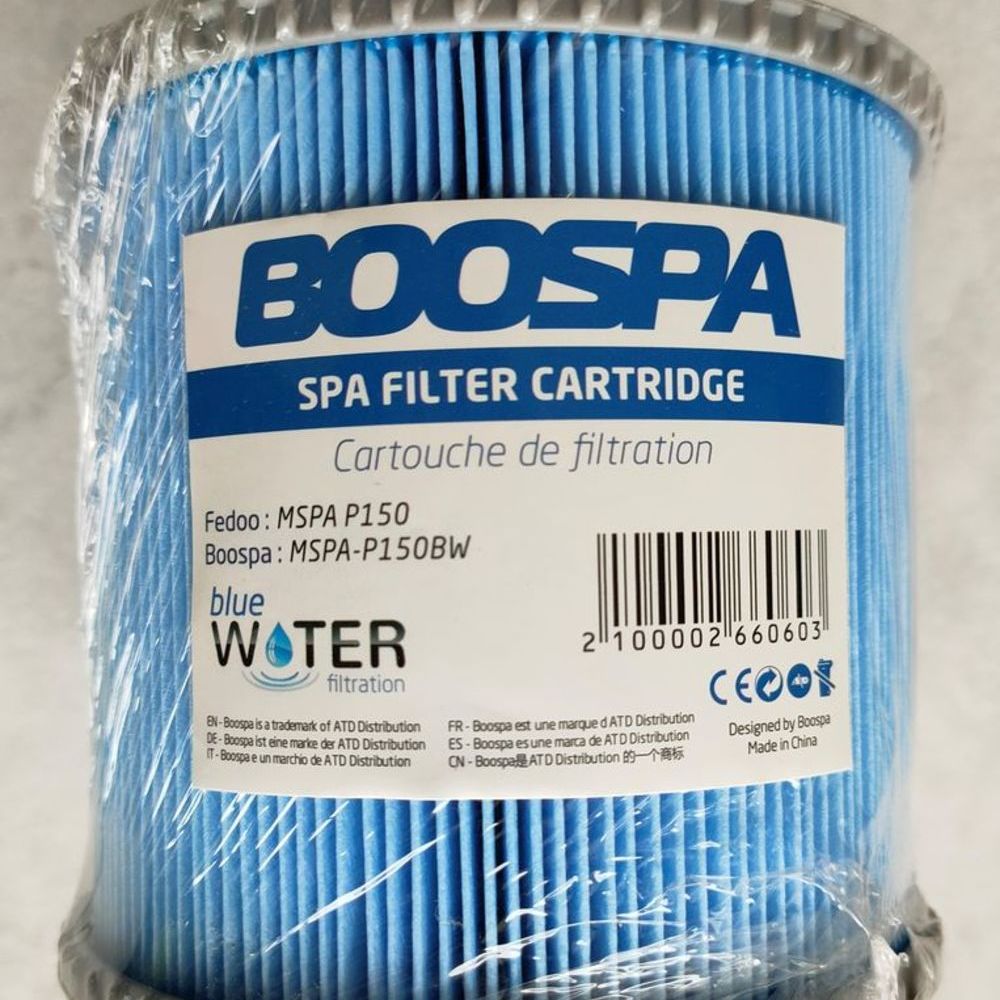 BOOSPA
SPA FILTER CARTRIDGE
Cartouche de filtration
Fedoo : MSPA P150
Boospa : MSPA-P150BW
blue
WATER
filtration
2 100002 660603
CE
EN - Boospa is a trademark of ATD Distribution
DE - Boospa ist eine marke der ATD Distribution
IT - Boospa e un marchio de ATD Distribution
FR - Boospa est une marque d ATD Distribution
ES - Boospa es une marca de ATD Distribution
CN - Boospa是ATD Distribution 的一个商标
Designed by Boospa
Made in China